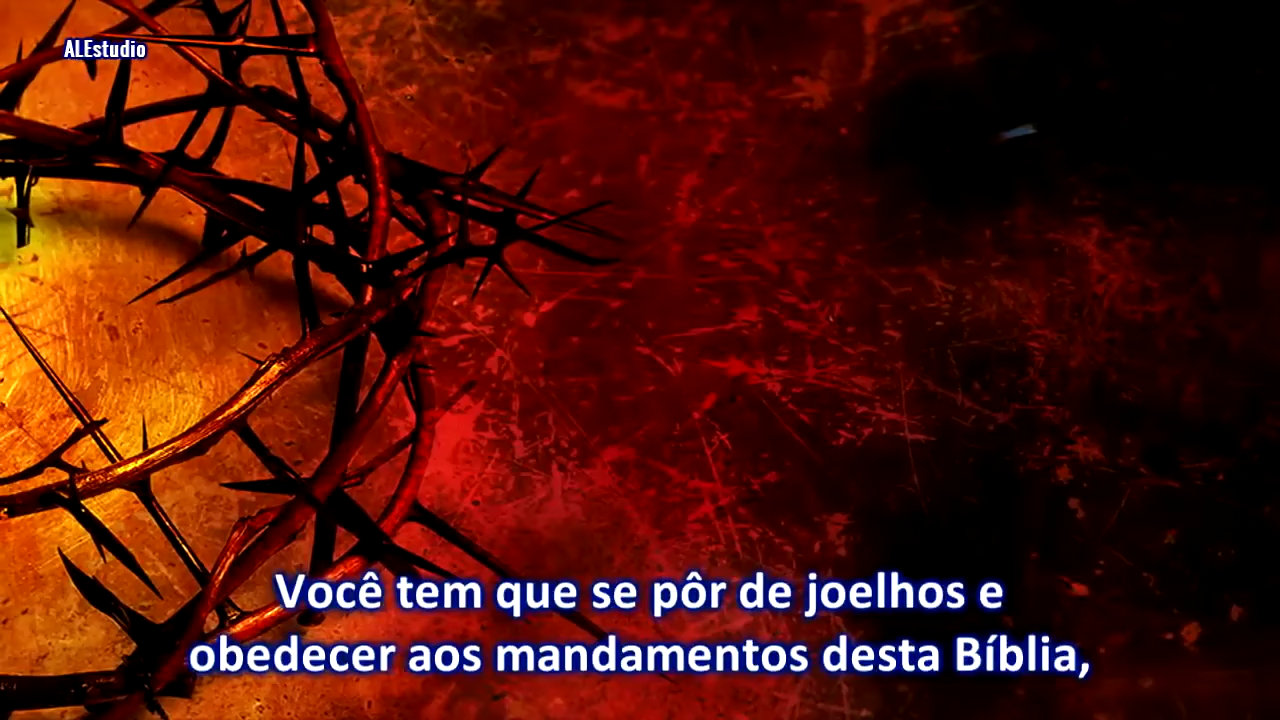 ALEstudio
Você tem que se pôr de joelhos e
obedecer aos mandamentos desta Bíblia,